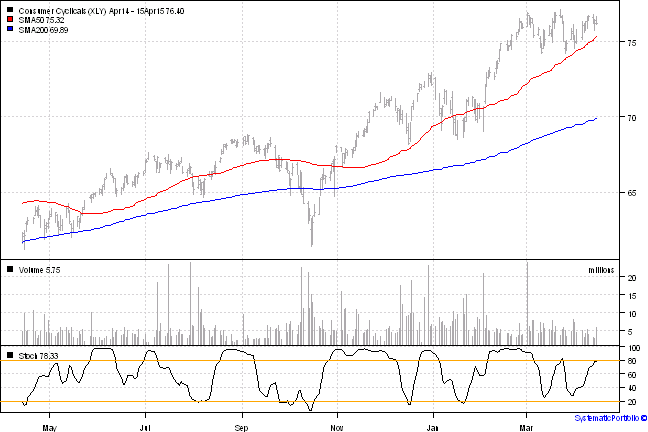 Consumer Cyclicals (XLY) Apr14 - 15Apr15 76.40
SMA50 75.32
SMA200 69.89
75
70
65
Volume 5.75
millions
20
15
10
5
Stoch 78.33
100
80
60
40
20
May Jul Sep Nov Jan Mar
SystematicPortfolio ©